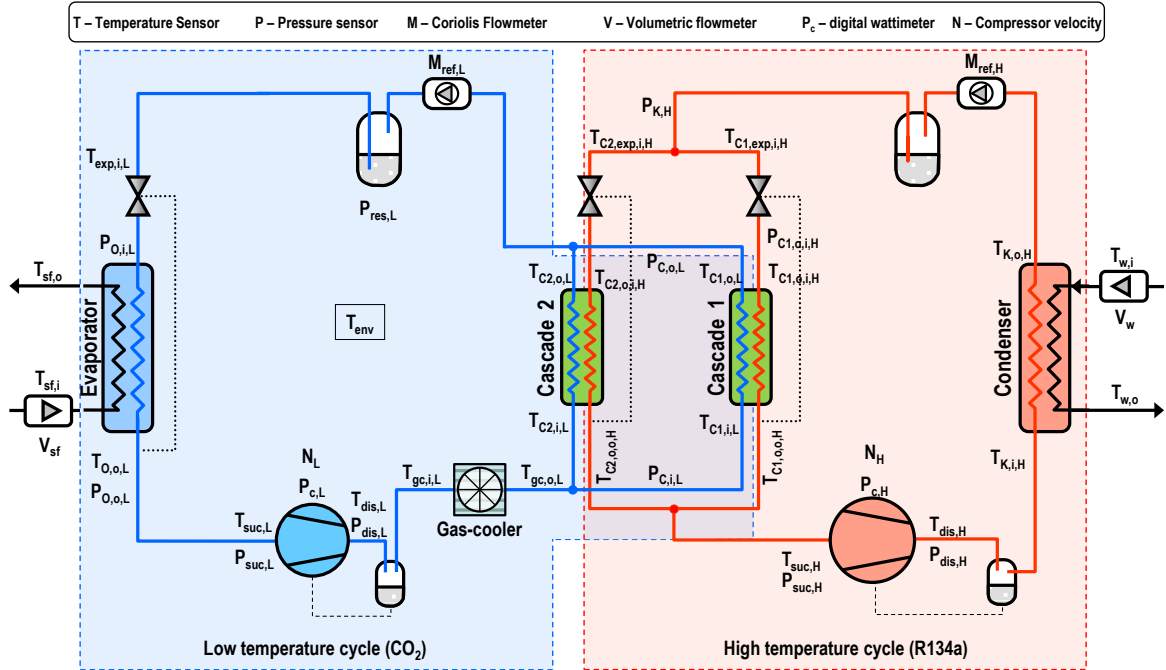 T – Temperature Sensor P – Pressure sensor M – Coriolis Flowmeter V – Volumetric flowmeter Pc – digital wattimeter N – Compressor velocity
Mref,L
Mref,H
PK,H
TC2,exp,i,H
TC1,exp,i,H
Texp,i,L
Pres,L
PO,i,L
PC1,o,i,H
TK,o,H
Tw,i
Tsf,o
PC,o,L
TC2,o,L
TC2,o,i,H
TC1,o,L
TC1,o,i,H
Vw
Tenv
Evaporator
Cascade 2
Cascade 1
Condenser
Tsf,i
Tw,o
Vsf
TC2,i,L
TC1,i,L
TC2,o,o,H
TC1,o,o,H
TO,o,L
NL
NH
TK,i,H
Tgc,i,L
Tgc,o,L
PC,i,L
PO,o,L
Pc,L
Pc,H
Tdis,L
Gas-cooler
Tsuc,L
Pdis,L
Tdis,H
Psuc,L
Tsuc,H
Pdis,H
Psuc,H
Low temperature cycle (CO2)
High temperature cycle (R134a)